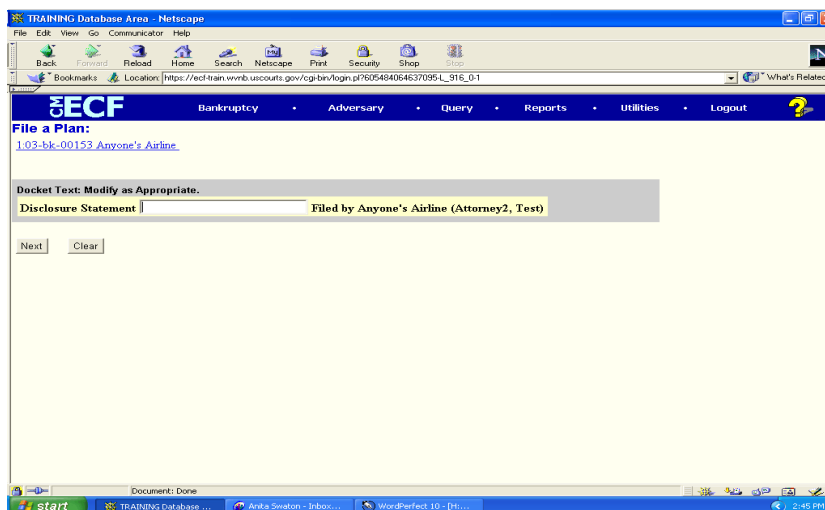 TRAINING Database Area - Netscape
File Edit View Go Communicator Help
Back Forward Reload Home Search Netscape Print Security Shop Stop
Bookmarks Location: https://ecf-train.wvnb.uscourts.gov/cgi-bin/login.pl?605484064637095-L_916_0-1 What's Related
CM ECF Bankruptcy • Adversary • Query • Reports • Utilities • Logout ?
File a Plan:
1:03-bk-00153 Anyone's Airline
Docket Text: Modify as Appropriate.
Disclosure Statement Filed by Anyone's Airline (Attorney2, Test)
Next Clear
Document: Done
start TRAINING Database ... Anita Swaton - Inbox... WordPerfect 10 - [H:... 2:45 PM